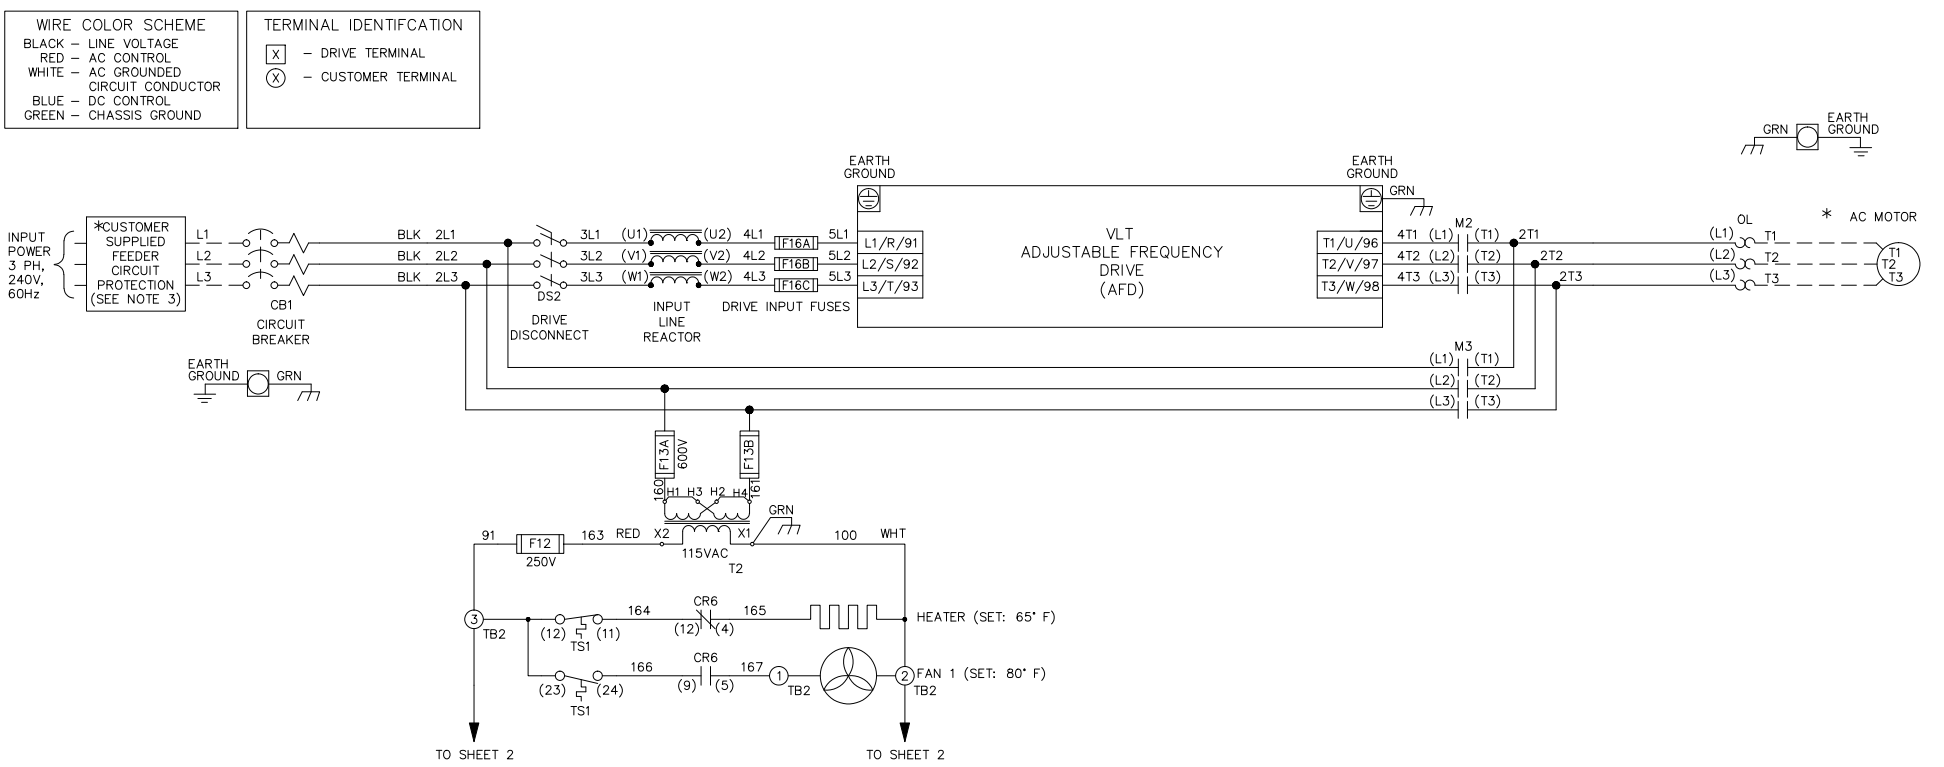 WIRE COLOR SCHEME
BLACK – LINE VOLTAGE
RED – AC CONTROL
WHITE – AC GROUNDED
CIRCUIT CONDUCTOR
BLUE – DC CONTROL
GREEN – CHASSIS GROUND
TERMINAL IDENTIFCATION
X – DRIVE TERMINAL
X – CUSTOMER TERMINAL
GRN
EARTH
GROUND
INPUT
POWER
3 PH,
240V,
60Hz
*CUSTOMER
SUPPLIED
FEEDER
CIRCUIT
PROTECTION
(SEE NOTE 3)
L1
L2
L3
CB1
CIRCUIT
BREAKER
BLK 2L1
BLK 2L2
BLK 2L3
DS2
DRIVE
DISCONNECT
3L1 (U1) (U2) 4L1 F16A 5L1
3L2 (V1) (V2) 4L2 F16B 5L2
3L3 (W1) (W2) 4L3 F16C 5L3
INPUT
LINE
REACTOR
DRIVE INPUT FUSES
EARTH
GROUND
L1/R/91
L2/S/92
L3/T/93
VLT
ADJUSTABLE FREQUENCY
DRIVE
(AFD)
EARTH
GROUND
GRN
T1/U/96
T2/V/97
T3/W/98
M2
4T1 (L1) (T1) 2T1
4T2 (L2) (T2) 2T2
4T3 (L3) (T3) 2T3
OL
(L1) T1
(L2) T2
(L3) T3
* AC MOTOR
T1
T2
T3
M3
(L1) (T1)
(L2) (T2)
(L3) (T3)
EARTH
GROUND
GRN
F13A
600V
F13B
160
161
H1 H3 H2 H4
GRN
91 F12 163 RED X2 X1 100 WHT
250V
115VAC
T2
3
TB2
(12) (11)
TS1
164
CR6
(12) (4)
165
HEATER (SET: 65° F)
(23) (24)
TS1
166
CR6
(9) (5)
167
1
TB2
2
TB2
FAN 1 (SET: 80° F)
TO SHEET 2
TO SHEET 2